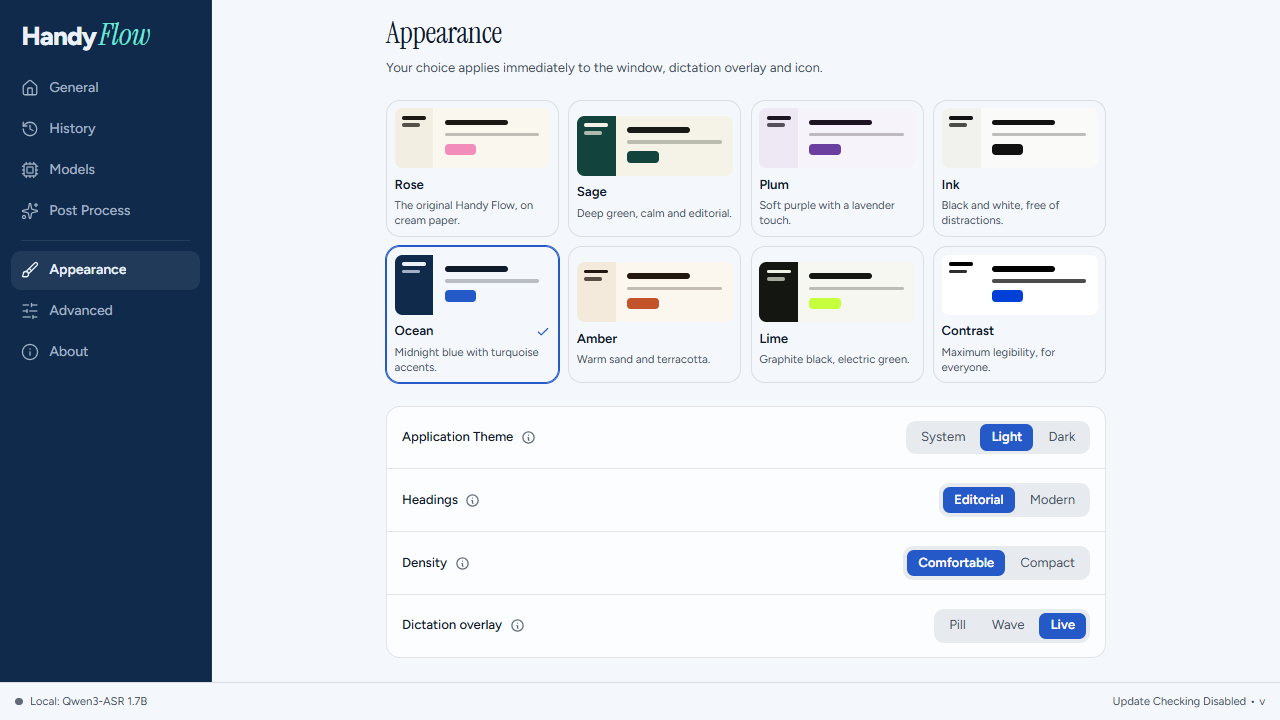 Handy Flow
General
History
Models
Post Process
Appearance
Advanced
About
Appearance
Your choice applies immediately to the window, dictation overlay and icon.
Rose
The original Handy Flow, on
cream paper.
Sage
Deep green, calm and editorial.
Plum
Soft purple with a lavender
touch.
Ink
Black and white, free of
distractions.
Ocean
Midnight blue with turquoise
accents.
Amber
Warm sand and terracotta.
Lime
Graphite black, electric green.
Contrast
Maximum legibility, for
everyone.
Application Theme
System Light Dark
Headings
Editorial Modern
Density
Comfortable Compact
Dictation overlay
Pill Wave Live
Local: Qwen3-ASR 1.7B
Update Checking Disabled • v